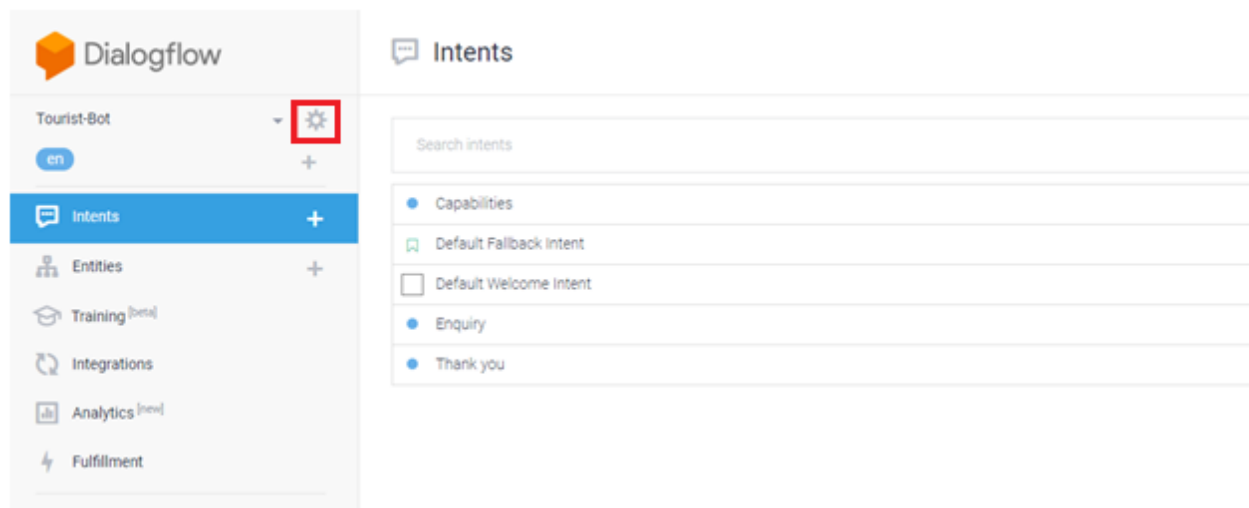 Dialogflow
Intents
Tourist-Bot
en
Intents
Entities
Training [beta]
Integrations
Analytics [new]
Fulfillment
Search intents
Capabilities
Default Fallback Intent
Default Welcome Intent
Enquiry
Thank you